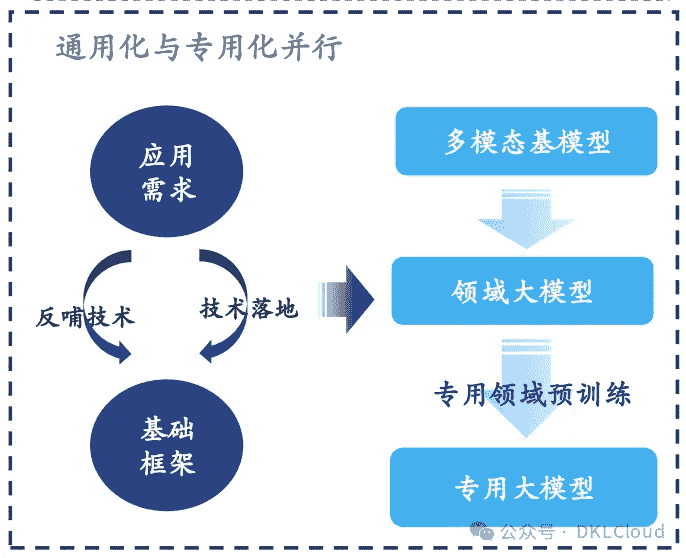 通用化与专用化并行
应用
需求
反哺技术
技术落地
基础
框架
多模态基模型
领域大模型
专用领域预训练
专用大模型
公众号 · DKLCloud